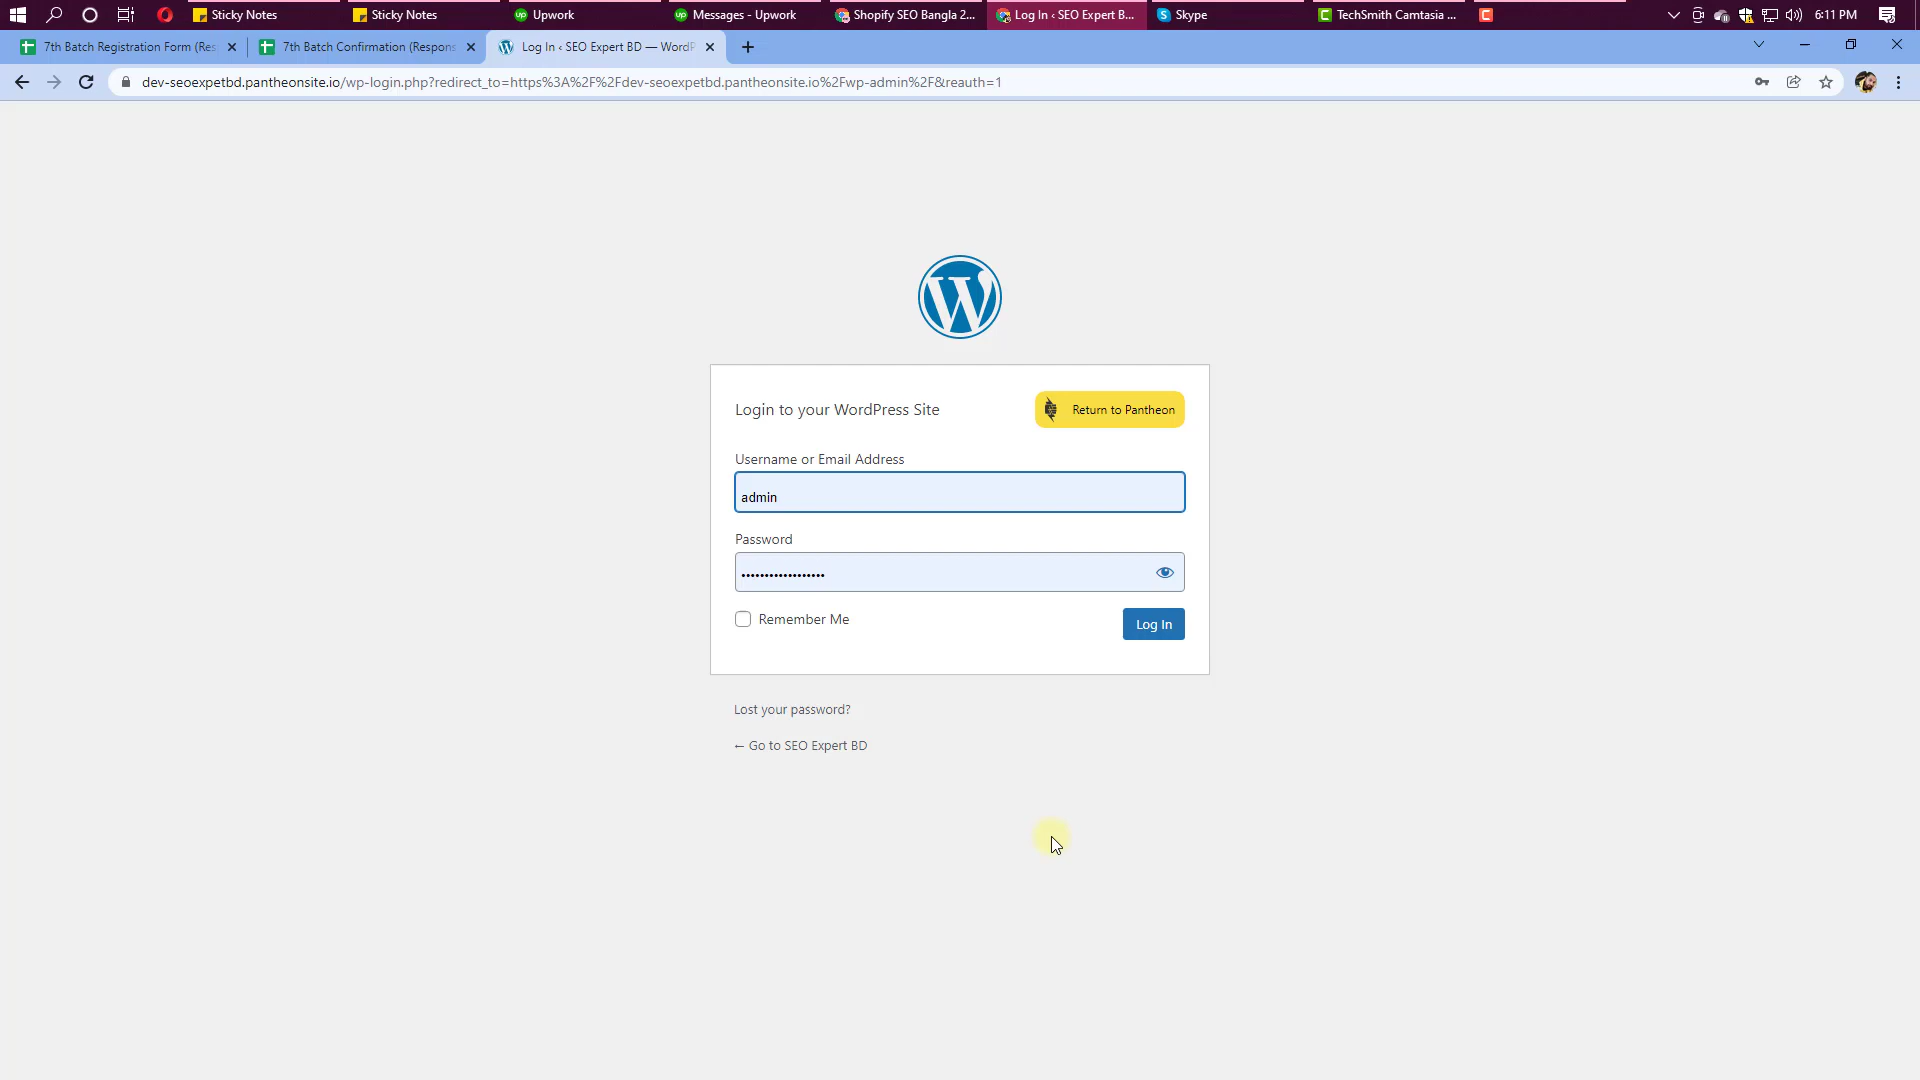 Sticky Notes
Sticky Notes
Upwork
Messages - Upwork
Shopify SEO Bangla 2...
Log In ‹ SEO Expert B...
Skype
TechSmith Camtasia ...
6:11 PM
7th Batch Registration Form (Res
7th Batch Confirmation (Respons
Log In ‹ SEO Expert BD — WordP
dev-seoexpetbd.pantheonsite.io/wp-login.php?redirect_to=https%3A%2F%2Fdev-seoexpetbd.pantheonsite.io%2Fwp-admin%2F&reauth=1
Login to your WordPress Site
Return to Pantheon
Username or Email Address
admin
Password
••••••••••••••••••
Remember Me
Log In
Lost your password?
← Go to SEO Expert BD